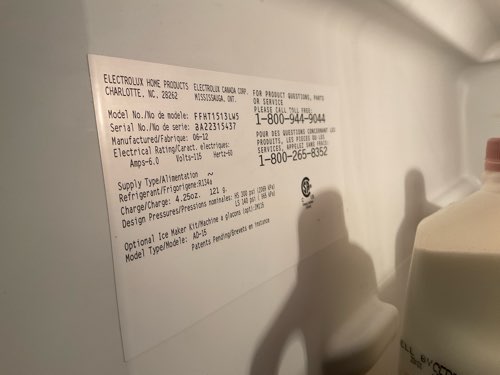 ELECTROLUX HOME PRODUCTS
CHARLOTTE, NC, 28262
ELECTROLUX CANADA CORP.
MISSISSAUGA, ONT.
FOR PRODUCT QUESTIONS, PARTS
OR SERVICE
PLEASE CALL TOLL FREE:
1-800-944-9044
POUR DES QUESTIONS CONCERNANT LES
PRODUITS, LES PIECES OU LES
SERVICES, APPELEZ SANS FRAIS:
1-800-265-8352
Model No./No de modele: FFHT1513LW5
Serial No./No de serie: BA22315437
Manufactured/Fabrique: 06-12
Electrical Rating/Caract. electriques:
Amps-6.0 Volts-115 Hertz-60
Supply Type/Alimentation ~
Refrigerant/Frigorigene:R134a
Charge/Charge: 4.25oz. 121 g.
Design Pressures/Pressions nominales:
Optional Ice Maker Kit/Machine a glacons (opt):
Model Type/Modele: AD-15
Patents Pending/Brevets en instance